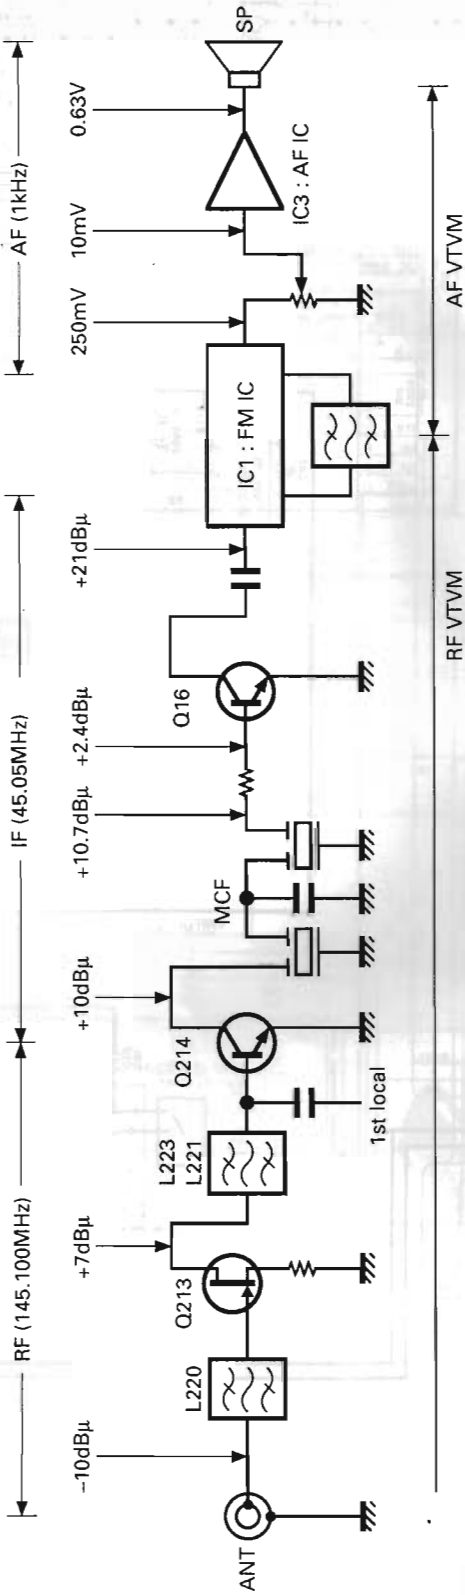 RF (145.100MHz)
IF (45.05MHz)
AF (1kHz)
–10dBμ
+7dBμ
+10dBμ
+10.7dBμ
+2.4dBμ
+21dBμ
250mV
10mV
0.63V
ANT
L220
Q213
L223
L221
Q214
MCF
Q16
IC1 : FM IC
IC3 : AF IC
SP
1st local
RF VTVM
AF VTVM